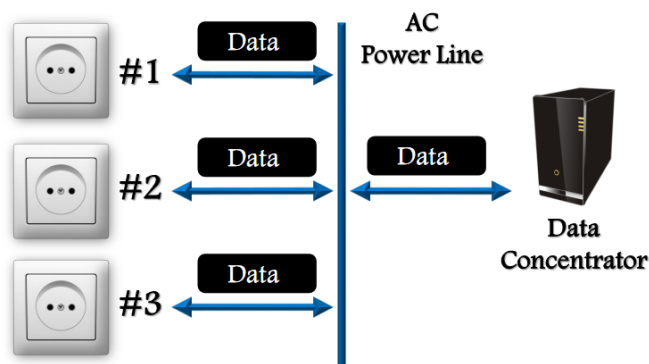 Data
#1
AC
Power Line
Data
#2
Data
Data
Concentrator
Data
#3